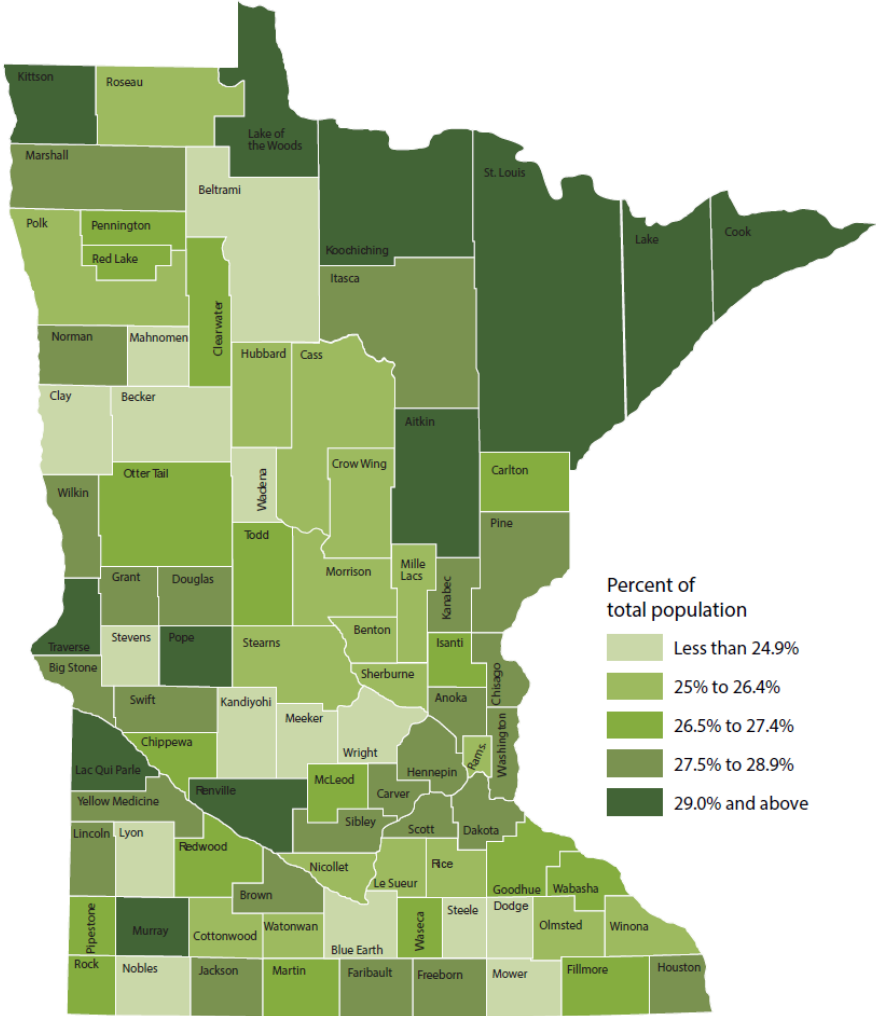 Kittson
Roseau
Lake of
the Woods
Marshall
Beltrami
St. Louis
Polk
Pennington
Koochiching
Lake
Cook
Red Lake
Itasca
Clearwater
Norman
Mahnomen
Hubbard
Cass
Clay
Becker
Aitkin
Crow Wing
Carlton
Otter Tail
Wadena
Wilkin
Pine
Todd
Morrison
Mille
Lacs
Grant
Douglas
Kanabec
Percent of
total population
Traverse
Stevens
Pope
Stearns
Benton
Isanti
Less than 24.9%
Big Stone
Sherburne
Chisago
25% to 26.4%
Swift
Kandiyohi
Anoka
Meeker
Washington
26.5% to 27.4%
Chippewa
Wright
Rams.
27.5% to 28.9%
Lac Qui Parle
Hennepin
McLeod
Renville
Carver
29.0% and above
Yellow Medicine
Sibley
Scott
Dakota
Lincoln
Lyon
Redwood
Nicollet
Rice
Le Sueur
Goodhue
Wabasha
Brown
Pipestone
Murray
Cottonwood
Watonwan
Blue Earth
Waseca
Steele
Dodge
Olmsted
Winona
Rock
Nobles
Jackson
Martin
Faribault
Freeborn
Mower
Fillmore
Houston